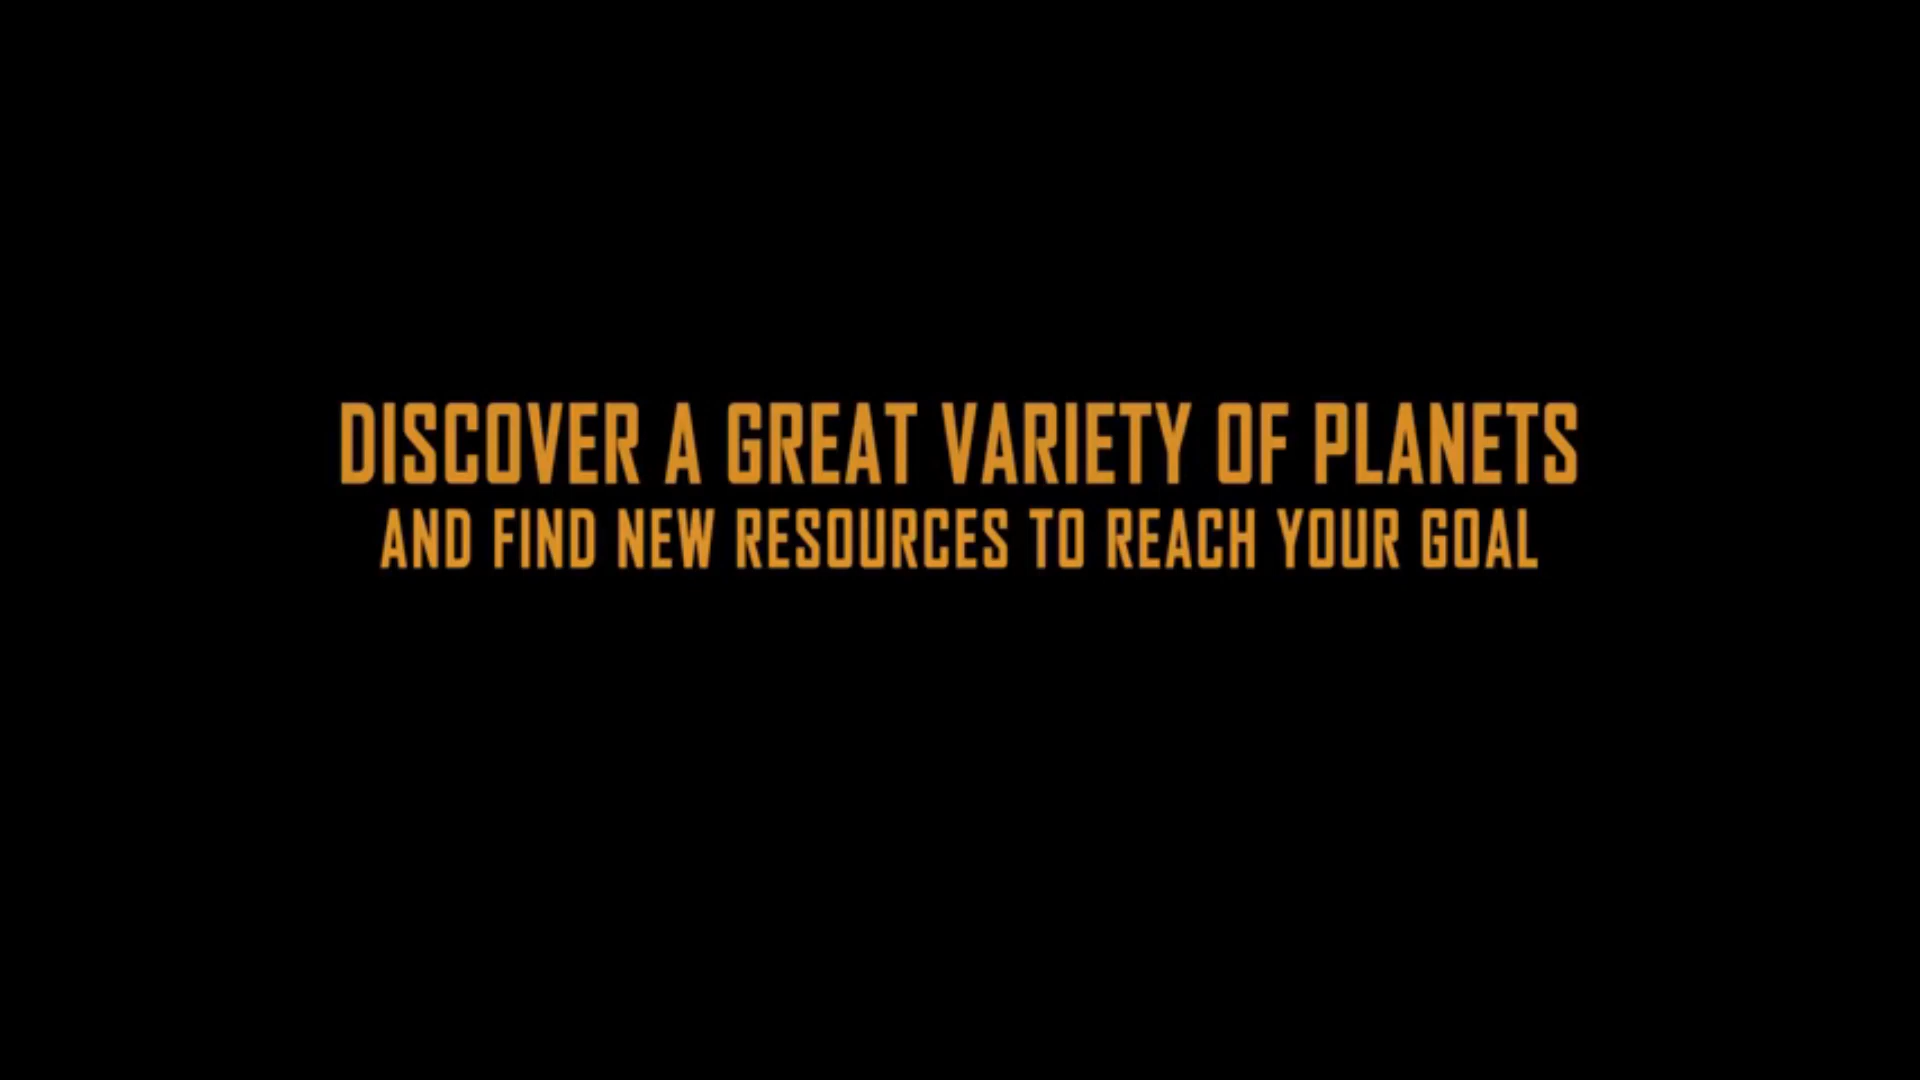 DISCOVER A GREAT VARIETY OF PLANETS
AND FIND NEW RESOURCES TO REACH YOUR GOAL